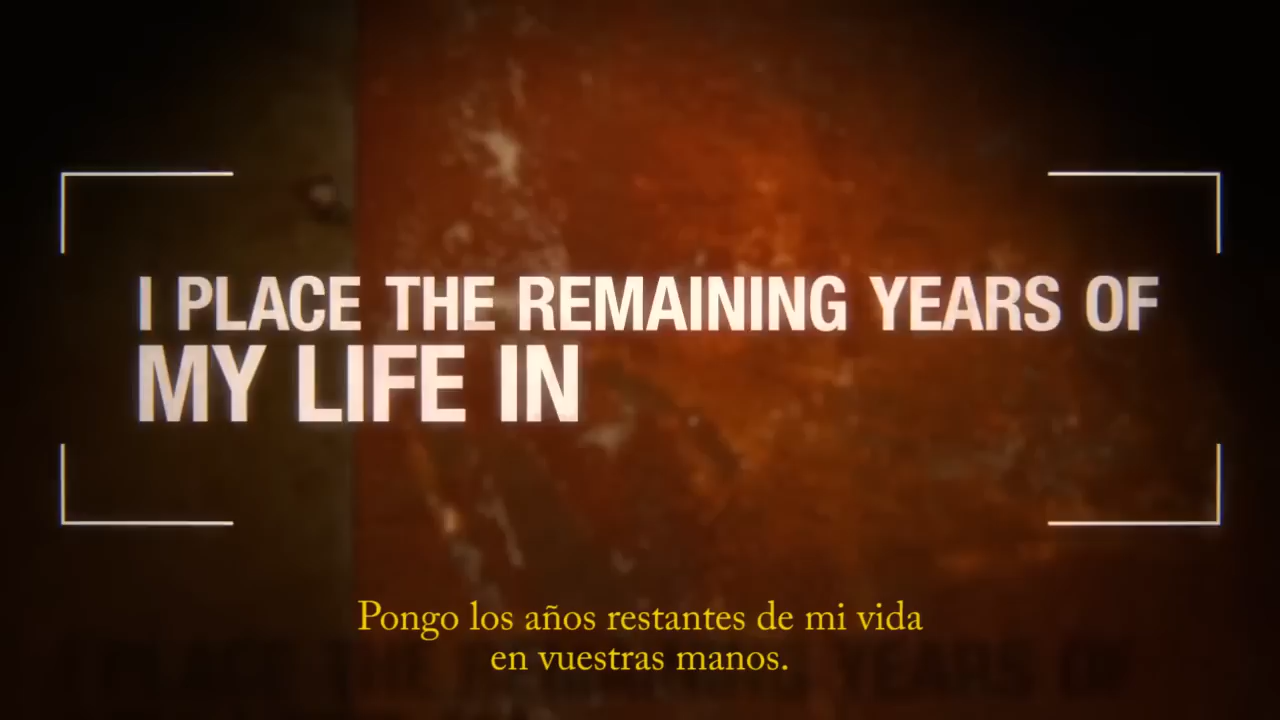 I PLACE THE REMAINING YEARS OF
MY LIFE IN
Pongo los años restantes de mi vida
en vuestras manos.